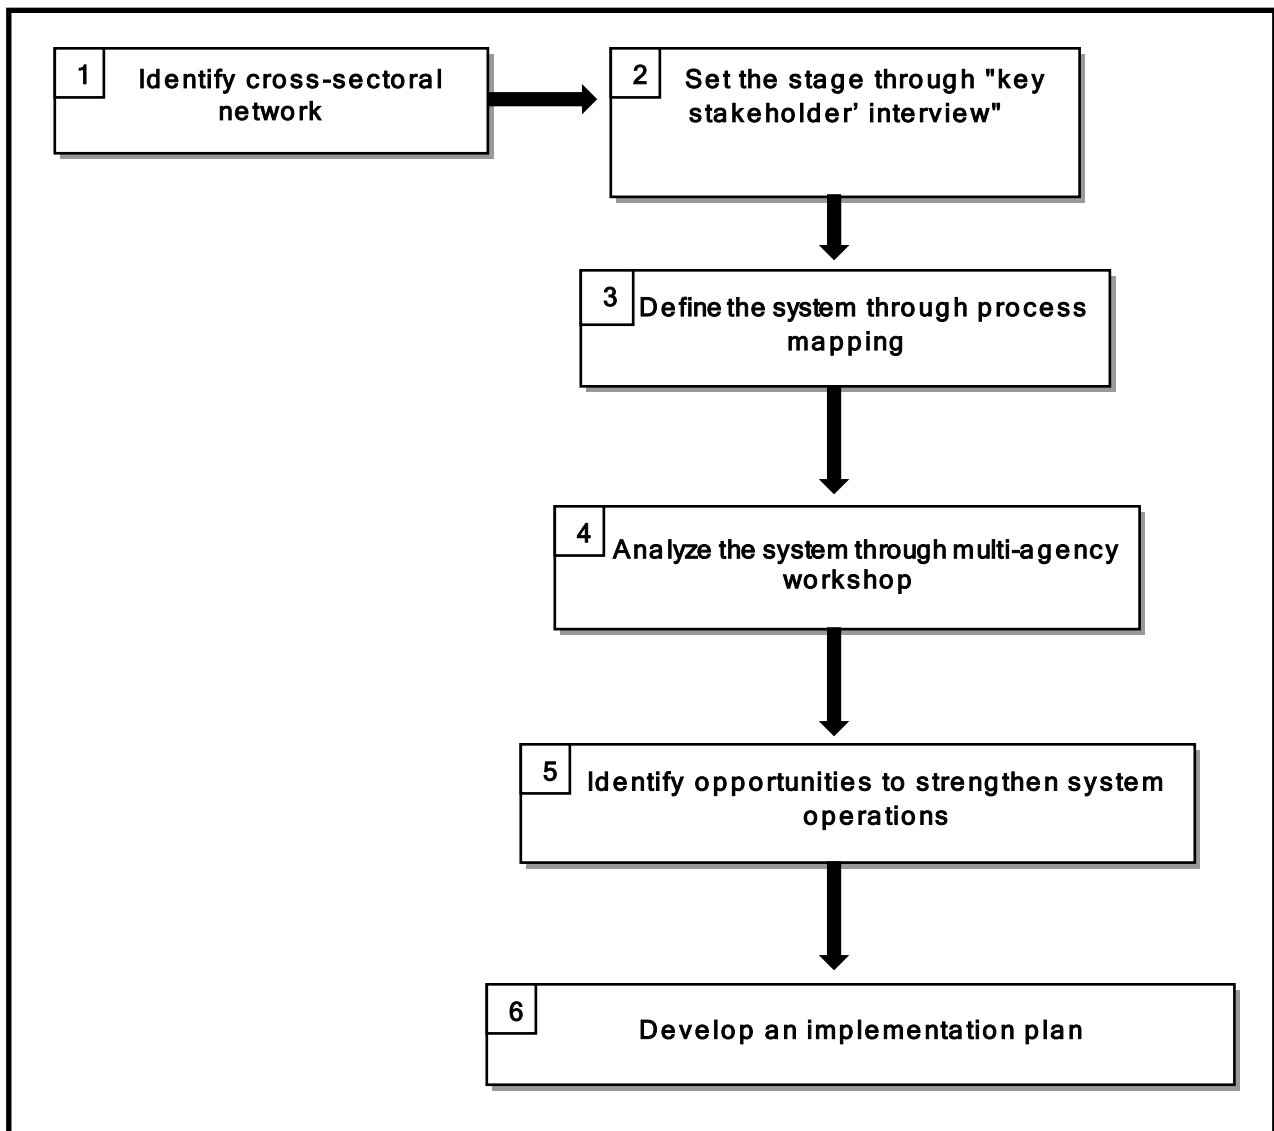 1
Identify cross-sectoral
network
2
Set the stage through "key
stakeholder’ interview"
3
Define the system through process
mapping
4
Analyze the system through multi-agency
workshop
5
Identify opportunities to strengthen system
operations
6
Develop an implementation plan